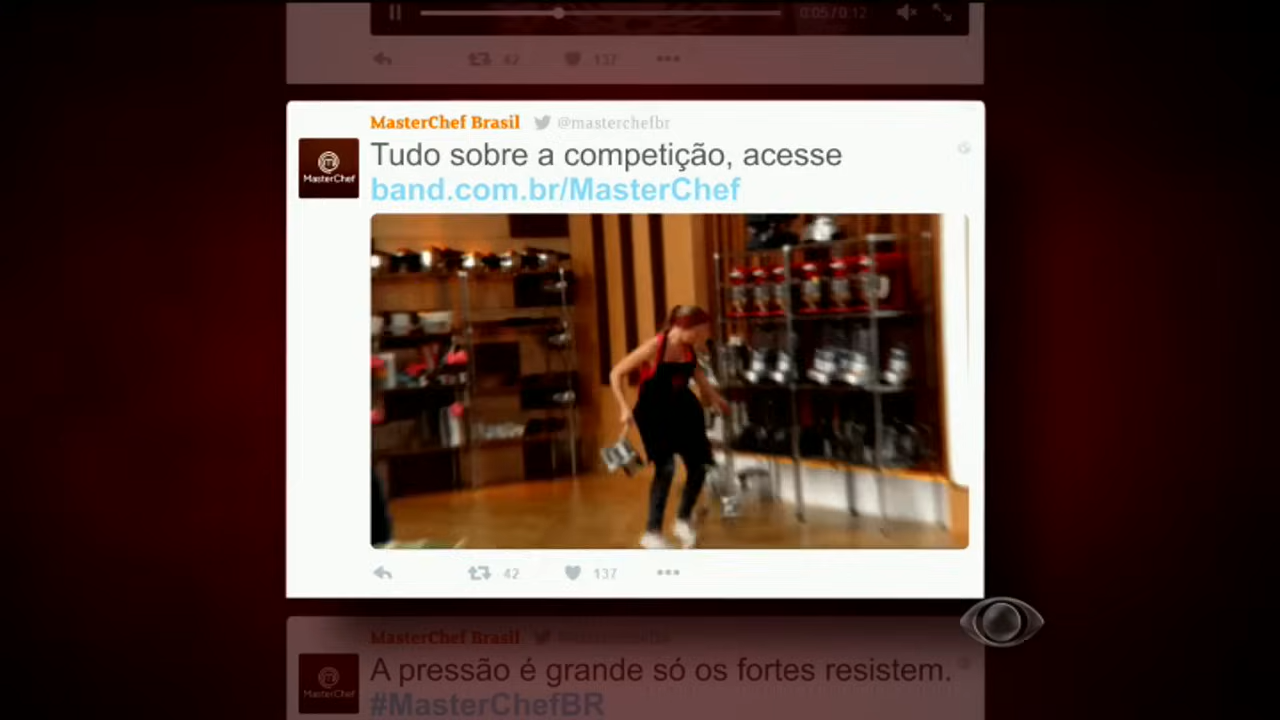 0:05/0:12
42 137
MasterChef Brasil @masterchefbr
Tudo sobre a competição, acesse
MasterChef
band.com.br/MasterChef
42 137
MasterChef Brasil @masterchefbr
A pressão é grande só os fortes resistem.
MasterChef
#MasterChefBR